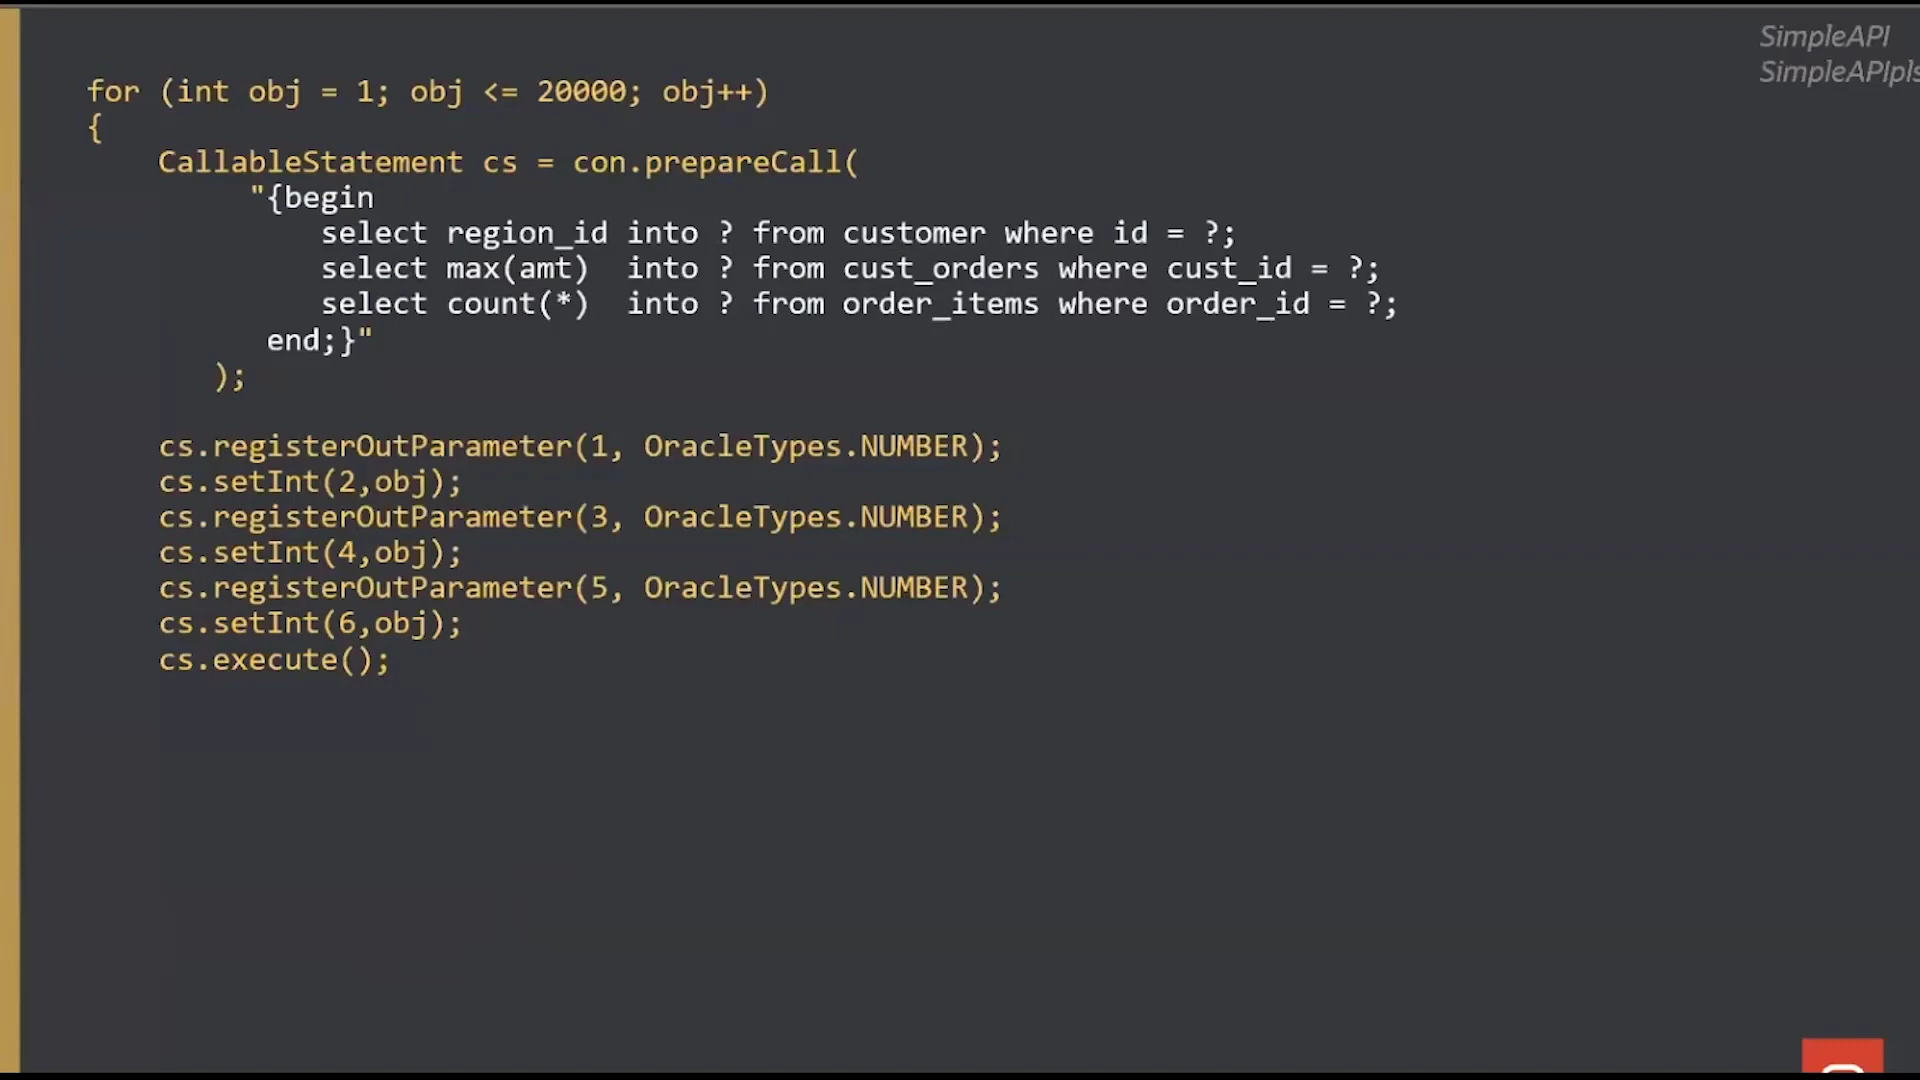 SimpleAPI
SimpleAPIpls
for (int obj = 1; obj <= 20000; obj++)
{
CallableStatement cs = con.prepareCall(
"{begin
select region_id into ? from customer where id = ?;
select max(amt)  into ? from cust_orders where cust_id = ?;
select count(*)  into ? from order_items where order_id = ?;
end;}"
);
cs.registerOutParameter(1, OracleTypes.NUMBER);
cs.setInt(2,obj);
cs.registerOutParameter(3, OracleTypes.NUMBER);
cs.setInt(4,obj);
cs.registerOutParameter(5, OracleTypes.NUMBER);
cs.setInt(6,obj);
cs.execute();